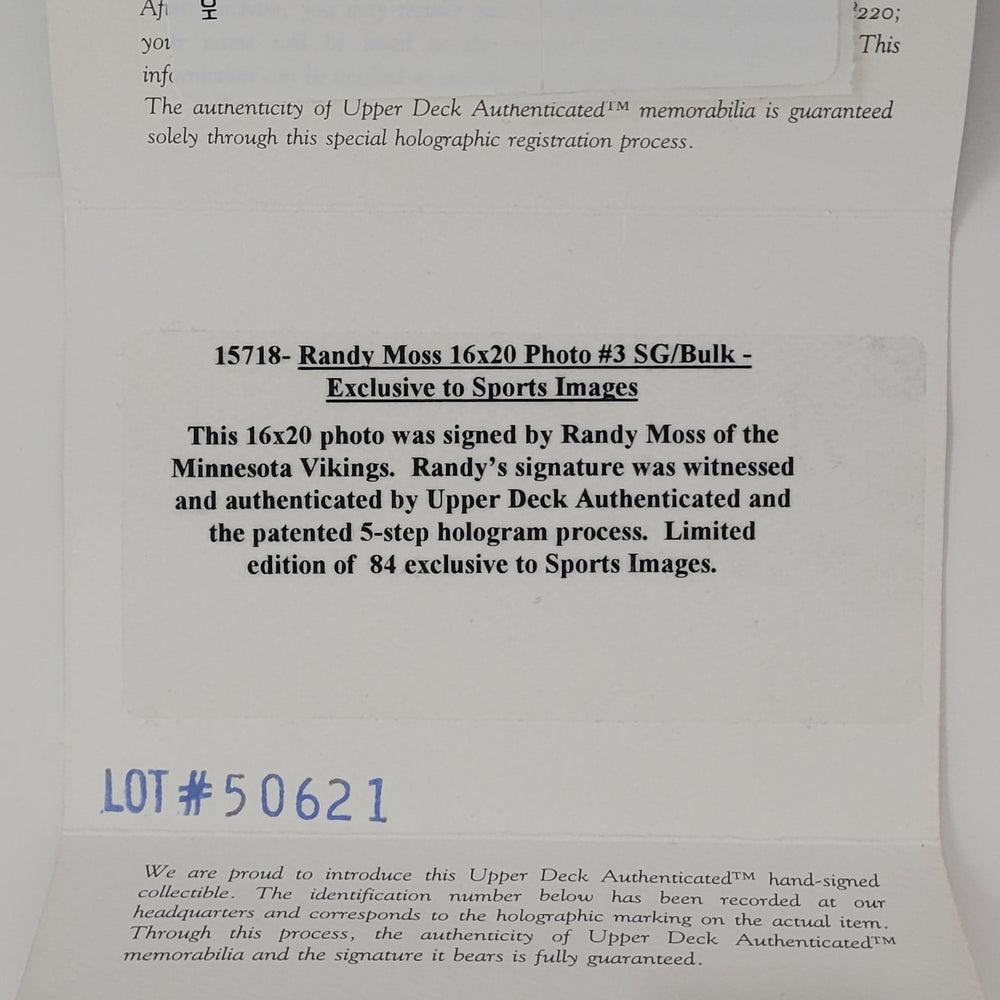 220;
This
The authenticity of Upper Deck Authenticated™ memorabilia is guaranteed
solely through this special holographic registration process.
15718- Randy Moss 16x20 Photo #3 SG/Bulk -
Exclusive to Sports Images
This 16x20 photo was signed by Randy Moss of the
Minnesota Vikings. Randy's signature was witnessed
and authenticated by Upper Deck Authenticated and
the patented 5-step hologram process. Limited
edition of 84 exclusive to Sports Images.
LOT # 50621
We are proud to introduce this Upper Deck Authenticated™ hand-signed
collectible. The identification number below has been recorded at our
headquarters and corresponds to the holographic marking on the actual item.
Through this process, the authenticity of Upper Deck Authenticated™
memorabilia and the signature it bears is fully guaranteed.